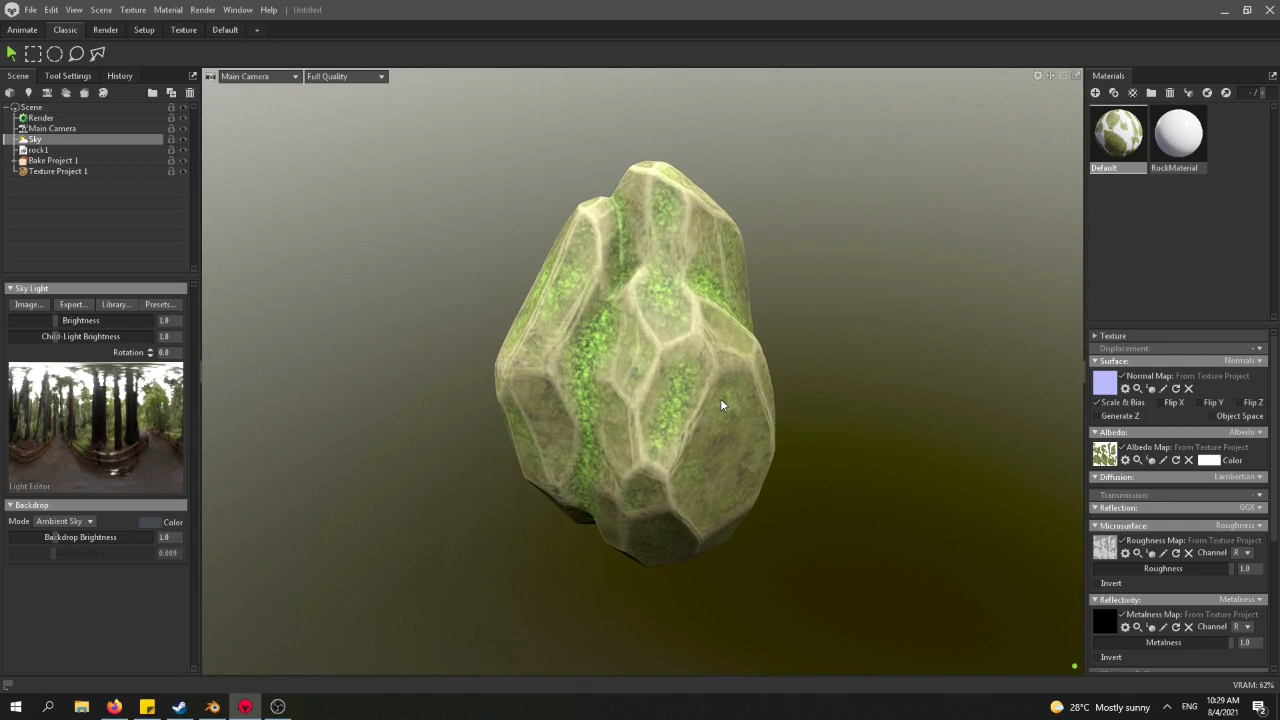 File Edit View Scene Texture Material Render Window Help Untitled
Animate Classic Render Setup Texture Default +
Scene Tool Settings History
Main Camera Full Quality
Materials
- /
Scene
Render
Main Camera
Sky
rock1
Bake Project 1
Texture Project 1
Default RockMaterial
Sky Light
Image... Export... Library... Presets...
Brightness 1.0
Child-Light Brightness 1.0
Rotation 0.0
Light Editor
Backdrop
Mode Ambient Sky Color
Backdrop Brightness 1.0
Backdrop Blur 0.009
Texture
Displacement: -
Surface: Normals
Normal Map: From Texture Project
Scale & Bias Flip X Flip Y Flip Z
Generate Z Object Space
Albedo: Albedo
Albedo Map: From Texture Project
Color
Diffusion: Lambertian
Transmission: -
Reflection: GGX
Microsurface: Roughness
Roughness Map: From Texture Project
Channel R
Roughness 1.0
Invert
Reflectivity: Metalness
Metalness Map: From Texture Project
Channel R
Metalness 1.0
Invert
VRAM: 62%
28°C Mostly sunny ENG 10:29 AM
8/4/2021
2